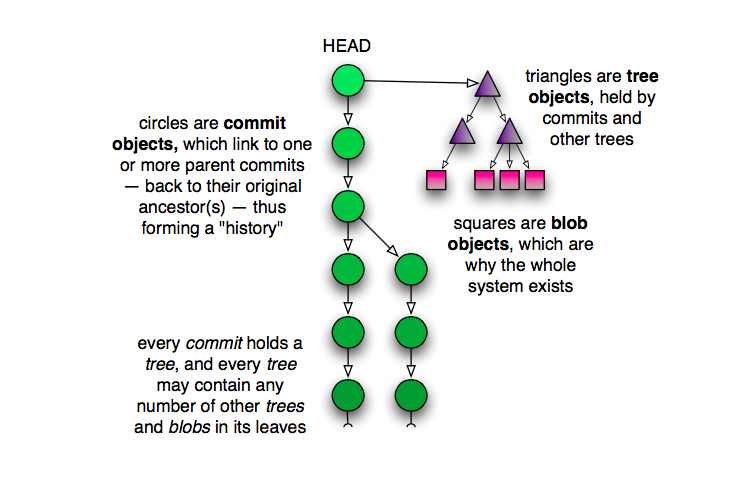 HEAD
triangles are tree
objects, held by
commits and
other trees
circles are commit
objects, which link to one
or more parent commits
— back to their original
ancestor(s) — thus
forming a "history"
squares are blob
objects, which are
why the whole
system exists
every commit holds a
tree, and every tree
may contain any
number of other trees
and blobs in its leaves